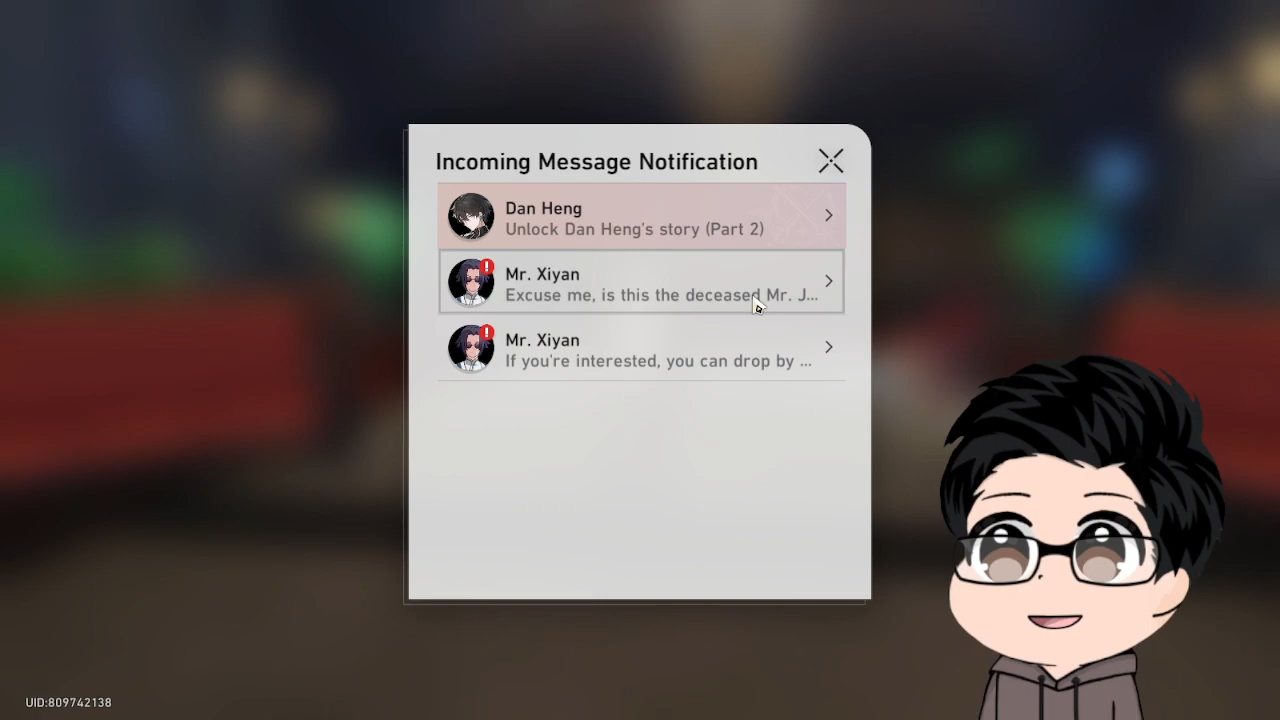 Incoming Message Notification
Dan Heng
Unlock Dan Heng's story (Part 2)
Mr. Xiyan
Excuse me, is this the deceased Mr. J...
Mr. Xiyan
If you're interested, you can drop by ...
UID:809742138